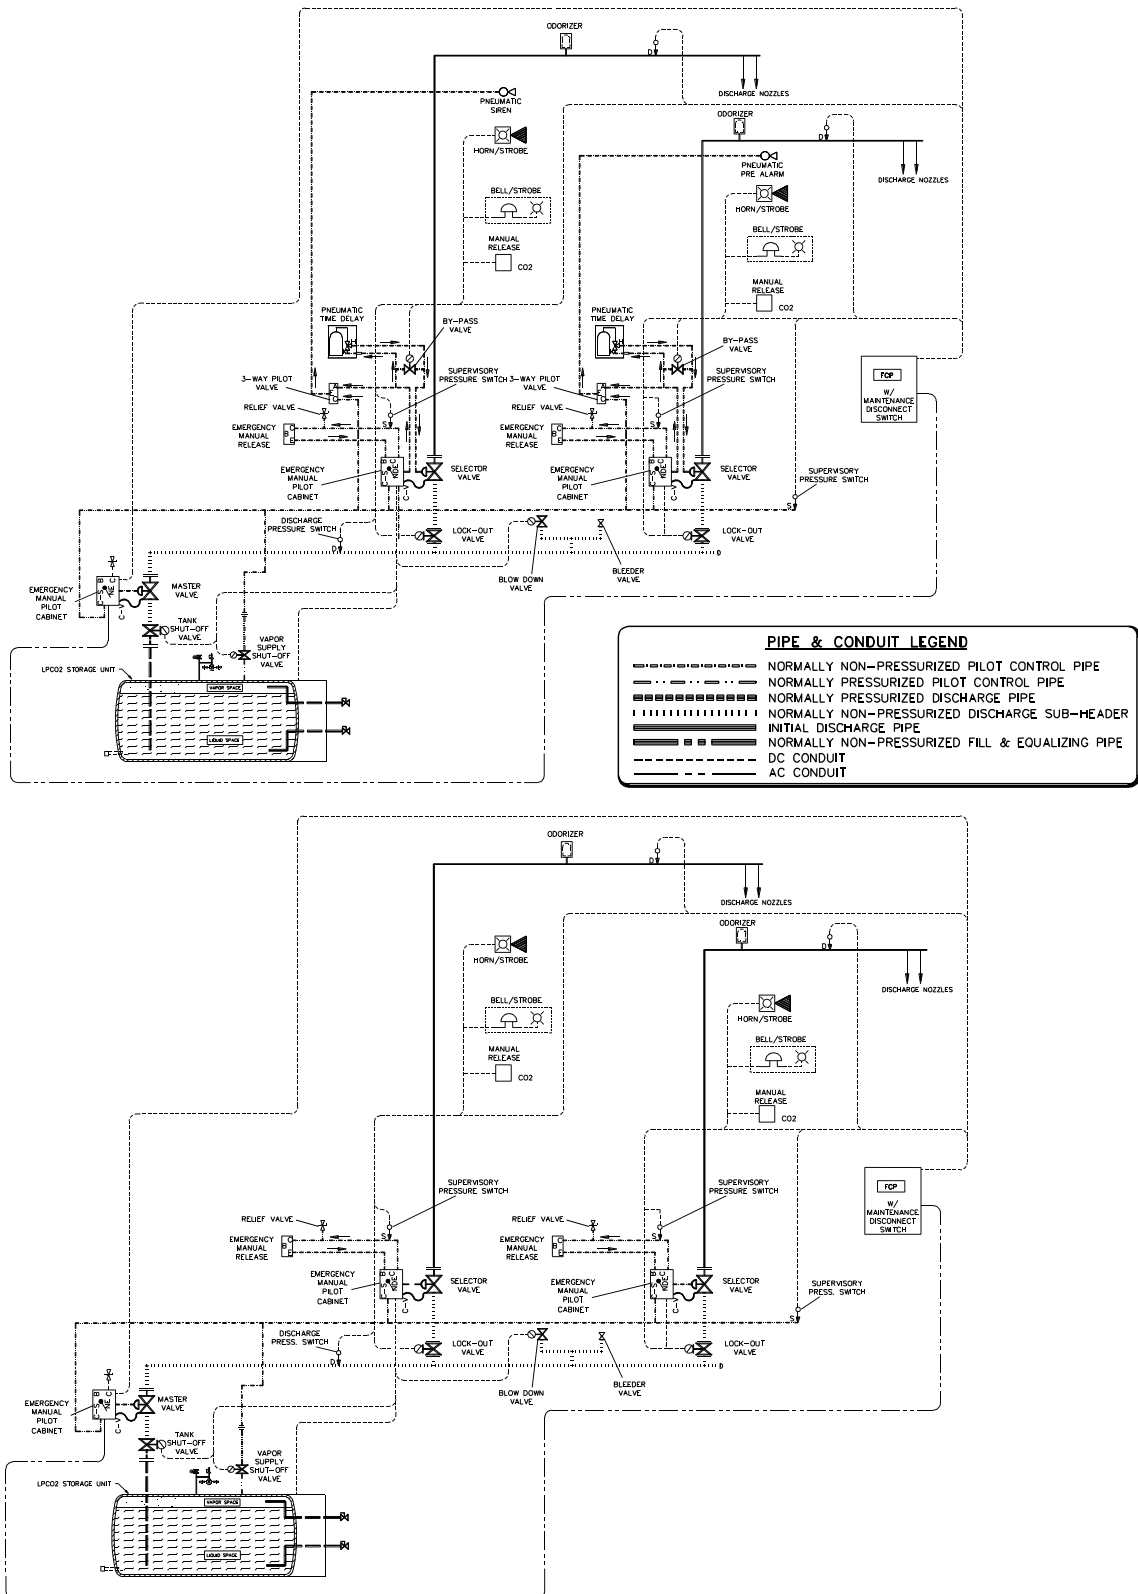 ODORIZER
D
DISCHARGE NOZZLES
PNEUMATIC
SIREN
ODORIZER
D
HORN/STROBE
PNEUMATIC
PRE ALARM
DISCHARGE NOZZLES
BELL/STROBE
HORN/STROBE
MANUAL
RELEASE
CO2
BELL/STROBE
MANUAL
RELEASE
CO2
PNEUMATIC
TIME DELAY
BY-PASS
VALVE
PNEUMATIC
TIME DELAY
BY-PASS
VALVE
3-WAY PILOT
VALVE
SUPERVISORY
PRESSURE SWITCH
3-WAY PILOT
VALVE
SUPERVISORY
PRESSURE SWITCH
FCP
W/
MAINTENANCE
DISCONNECT
SWITCH
RELIEF VALVE
RELIEF VALVE
EMERGENCY
MANUAL
RELEASE
S
EMERGENCY
MANUAL
RELEASE
S
EMERGENCY
MANUAL
PILOT
CABINET
SELECTOR
VALVE
EMERGENCY
MANUAL
PILOT
CABINET
SELECTOR
VALVE
SUPERVISORY
PRESSURE SWITCH
S
DISCHARGE
PRESSURE SWITCH
D
LOCK-OUT
VALVE
BLOW DOWN
VALVE
BLEEDER
VALVE
LOCK-OUT
VALVE
D
EMERGENCY
MANUAL
PILOT
CABINET
MASTER
VALVE
TANK
SHUT-OFF
VALVE
VAPOR
SUPPLY
SHUT-OFF
VALVE
LPCO2 STORAGE UNIT
VAPOR SPACE
LIQUID SPACE
PIPE & CONDUIT LEGEND
NORMALLY NON-PRESSURIZED PILOT CONTROL PIPE
NORMALLY PRESSURIZED PILOT CONTROL PIPE
NORMALLY PRESSURIZED DISCHARGE PIPE
NORMALLY NON-PRESSURIZED DISCHARGE SUB-HEADER
INITIAL DISCHARGE PIPE
NORMALLY NON-PRESSURIZED FILL & EQUALIZING PIPE
DC CONDUIT
AC CONDUIT
ODORIZER
D
DISCHARGE NOZZLES
ODORIZER
D
HORN/STROBE
DISCHARGE NOZZLES
BELL/STROBE
HORN/STROBE
MANUAL
RELEASE
CO2
BELL/STROBE
MANUAL
RELEASE
CO2
SUPERVISORY
PRESSURE SWITCH
SUPERVISORY
PRESSURE SWITCH
FCP
W/
MAINTENANCE
DISCONNECT
SWITCH
RELIEF VALVE
RELIEF VALVE
EMERGENCY
MANUAL
RELEASE
S
EMERGENCY
MANUAL
RELEASE
S
EMERGENCY
MANUAL
PILOT
CABINET
SELECTOR
VALVE
EMERGENCY
MANUAL
PILOT
CABINET
SELECTOR
VALVE
SUPERVISORY
PRESS. SWITCH
S
DISCHARGE
PRESS. SWITCH
D
LOCK-OUT
VALVE
BLOW DOWN
VALVE
BLEEDER
VALVE
LOCK-OUT
VALVE
D
EMERGENCY
MANUAL
PILOT
CABINET
MASTER
VALVE
TANK
SHUT-OFF
VALVE
VAPOR
SUPPLY
SHUT-OFF
VALVE
LPCO2 STORAGE UNIT
VAPOR SPACE
LIQUID SPACE